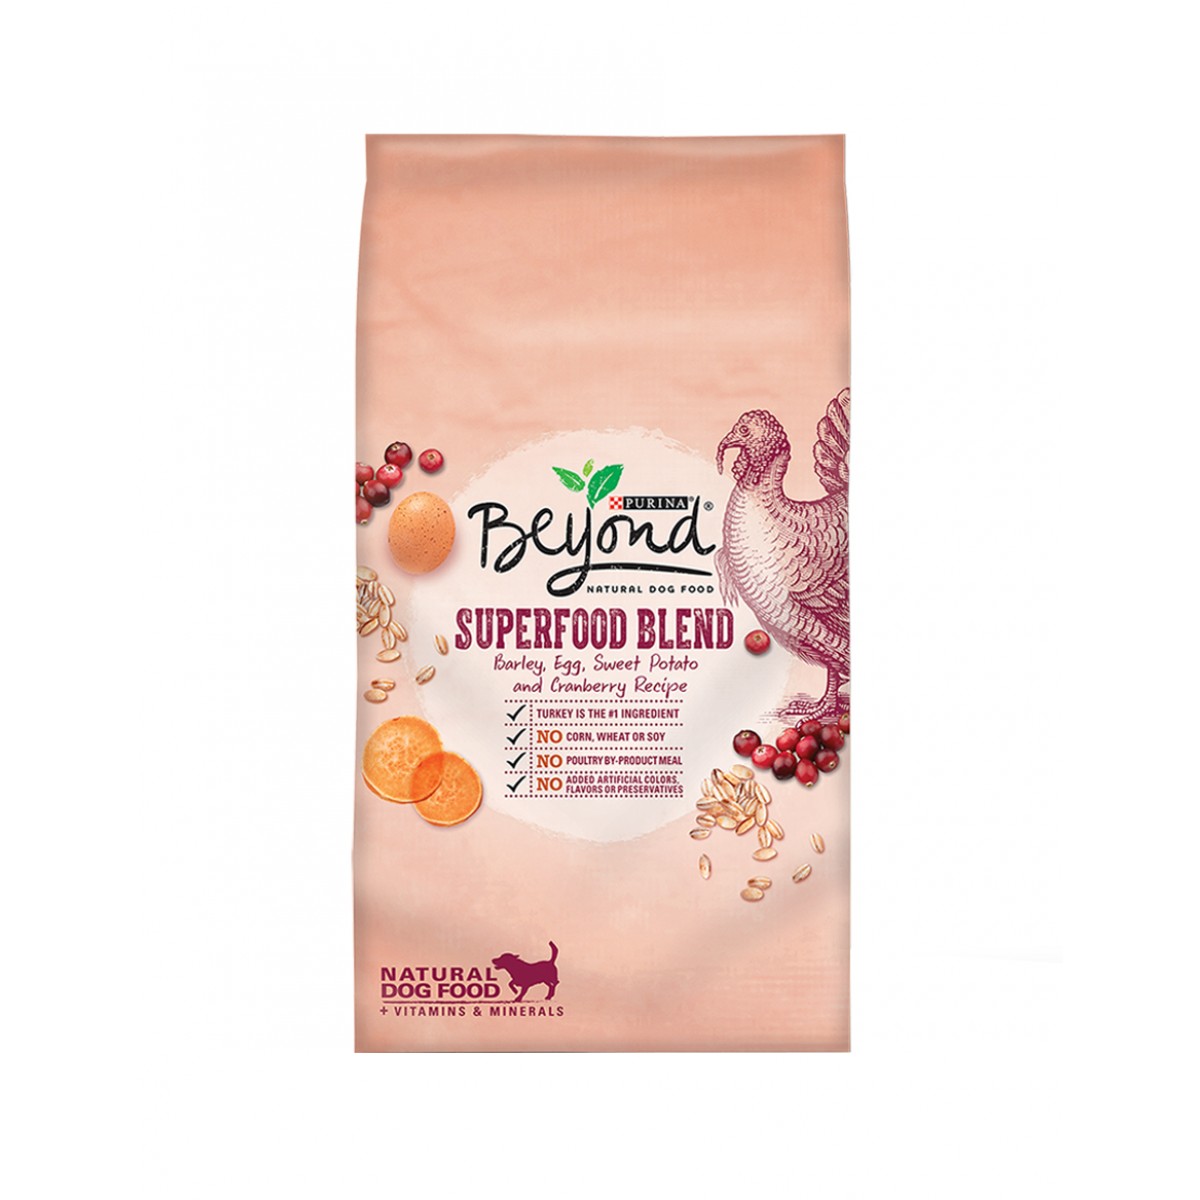 PURINA®
Beyond®
NATURAL DOG FOOD
SUPERFOOD BLEND
Barley, Egg, Sweet Potato
and Cranberry Recipe
TURKEY IS THE #1 INGREDIENT
NO CORN, WHEAT OR SOY
NO POULTRY BY-PRODUCT MEAL
NO ADDED ARTIFICIAL COLORS,
FLAVORS OR PRESERVATIVES
NATURAL
DOG FOOD
+ VITAMINS & MINERALS